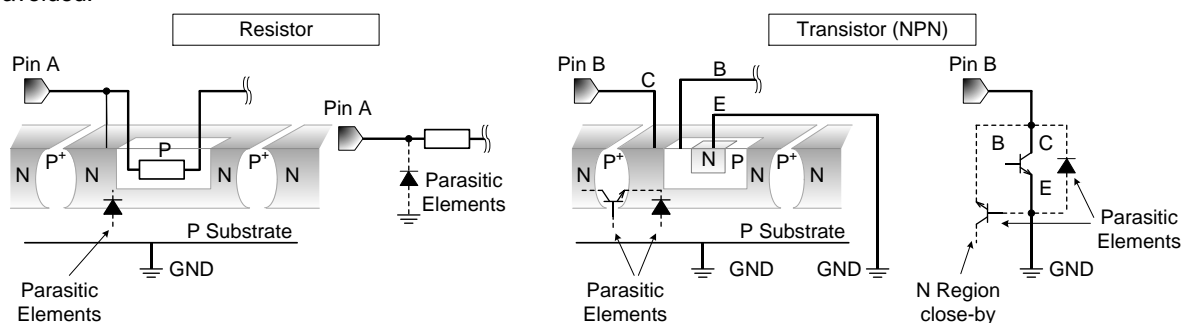 Resistor
Transistor (NPN)
Pin A
Pin A
N P+ N P N P+ N
Parasitic
Elements
P Substrate
GND
Parasitic
Elements
Pin B
C
B
E
N P+ N P N P+ N
P Substrate
GND
GND
Parasitic
Elements
Pin B
B
C
E
Parasitic
Elements
GND
N Region
close-by